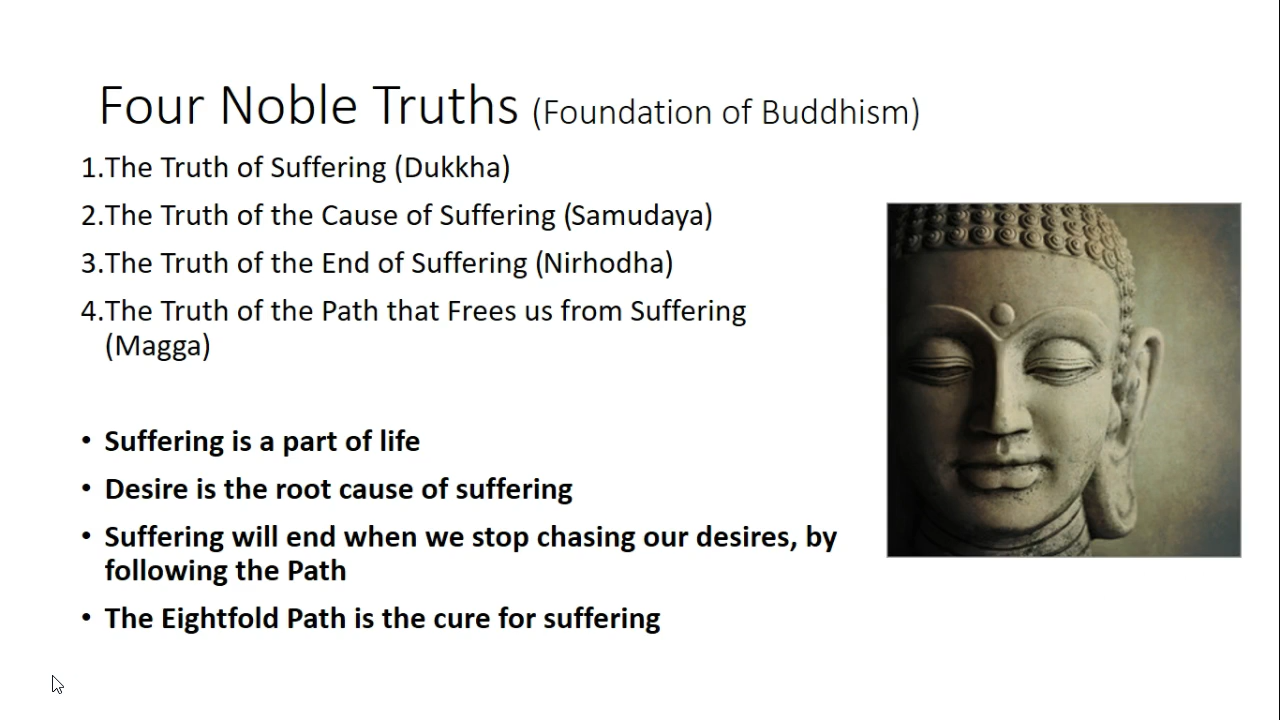 Four Noble Truths (Foundation of Buddhism)
1.The Truth of Suffering (Dukkha)
2.The Truth of the Cause of Suffering (Samudaya)
3.The Truth of the End of Suffering (Nirhodha)
4.The Truth of the Path that Frees us from Suffering
(Magga)
• Suffering is a part of life
• Desire is the root cause of suffering
• Suffering will end when we stop chasing our desires, by
following the Path
• The Eightfold Path is the cure for suffering